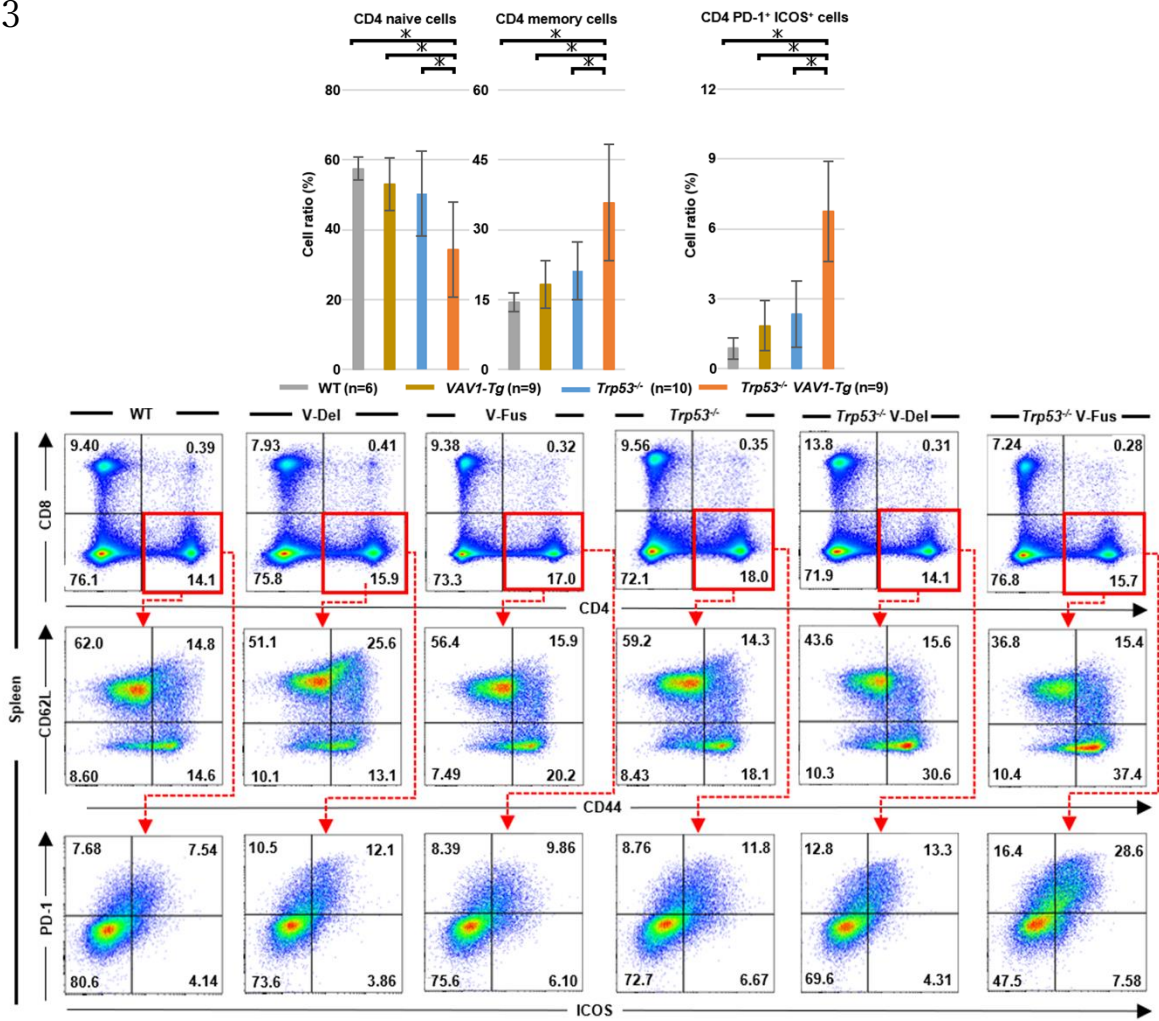 3
CD4 naive cells CD4 memory cells CD4 PD-1⁺ ICOS⁺ cells
* * *
* * *
* * *
80 60 12
60 45 9
40 30 6
20 15 3
0 0 0
Cell ratio (%) Cell ratio (%) Cell ratio (%)
WT (n=6) VAV1-Tg (n=9) Trp53⁻/⁻ (n=10) Trp53⁻/⁻ VAV1-Tg (n=9)
WT V-Del V-Fus Trp53⁻/⁻ Trp53⁻/⁻ V-Del Trp53⁻/⁻ V-Fus
Spleen
CD8
9.40 0.39 7.93 0.41 9.38 0.32 9.56 0.35 13.8 0.31 7.24 0.28
76.1 14.1 75.8 15.9 73.3 17.0 72.1 18.0 71.9 14.1 76.8 15.7
CD4
CD62L
62.0 14.8 51.1 25.6 56.4 15.9 59.2 14.3 43.6 15.6 36.8 15.4
8.60 14.6 10.1 13.1 7.49 20.2 8.43 18.1 10.3 30.6 10.4 37.4
CD44
PD-1
7.68 7.54 10.5 12.1 8.39 9.86 8.76 11.8 12.8 13.3 16.4 28.6
80.6 4.14 73.6 3.86 75.6 6.10 72.7 6.67 69.6 4.31 47.5 7.58
ICOS